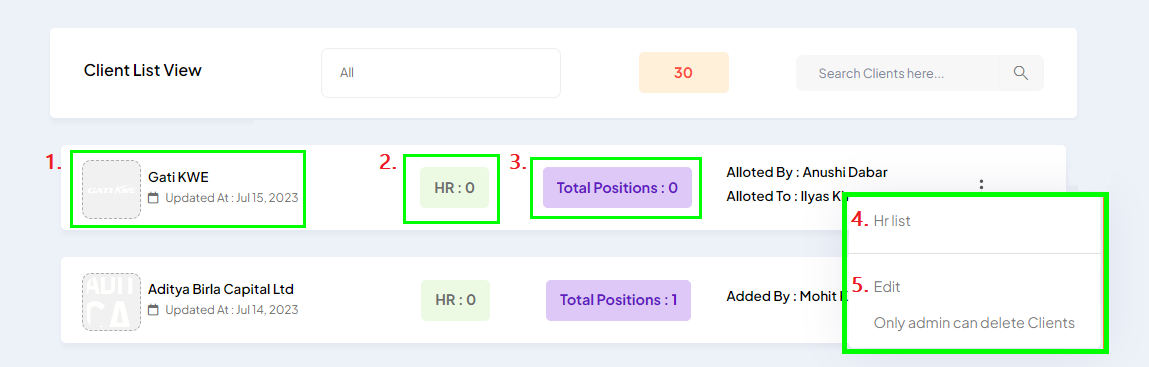 Client List View
All
30
Search Clients here...
1.
2.
3.
GATI KWE
Gati KWE
Updated At : Jul 15, 2023
HR : 0
Total Positions : 0
Alloted By : Anushi Dabar
Alloted To : Ilyas
4. Hr list
5. Edit
Only admin can delete Clients
ADIT
CA
Aditya Birla Capital Ltd
Updated At : Jul 14, 2023
HR : 0
Total Positions : 1
Added By : Mohit